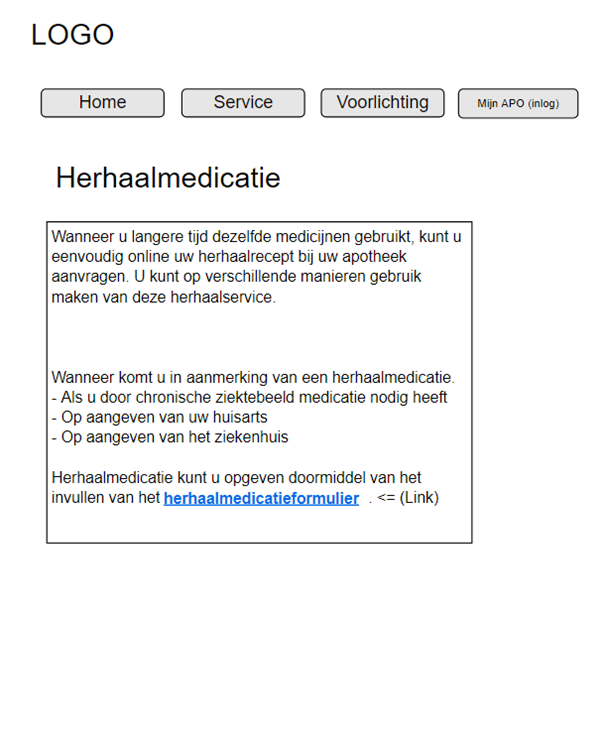 LOGO
Home Service Voorlichting Mijn APO (inlog)
Herhaalmedicatie
Wanneer u langere tijd dezelfde medicijnen gebruikt, kunt u
eenvoudig online uw herhaalrecept bij uw apotheek
aanvragen. U kunt op verschillende manieren gebruik
maken van deze herhaalservice.
Wanneer komt u in aanmerking van een herhaalmedicatie.
- Als u door chronische ziektebeeld medicatie nodig heeft
- Op aangeven van uw huisarts
- Op aangeven van het ziekenhuis
Herhaalmedicatie kunt u opgeven doormiddel van het
invullen van het herhaalmedicatieformulier . <= (Link)